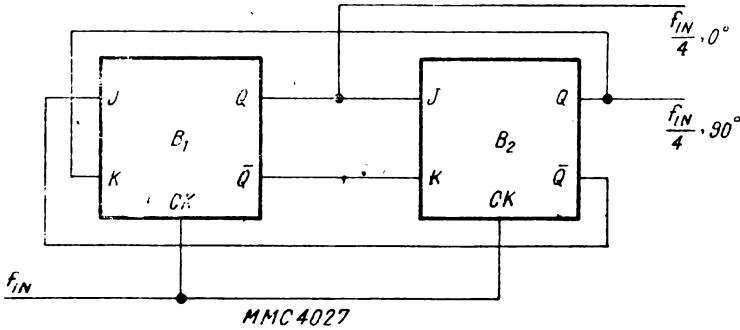 f_IN/4, 0°
J Q J Q
f_IN/4, 90°
B₁ B₂
K Q̄ K Q̄
CK CK
f_IN
MMC4027